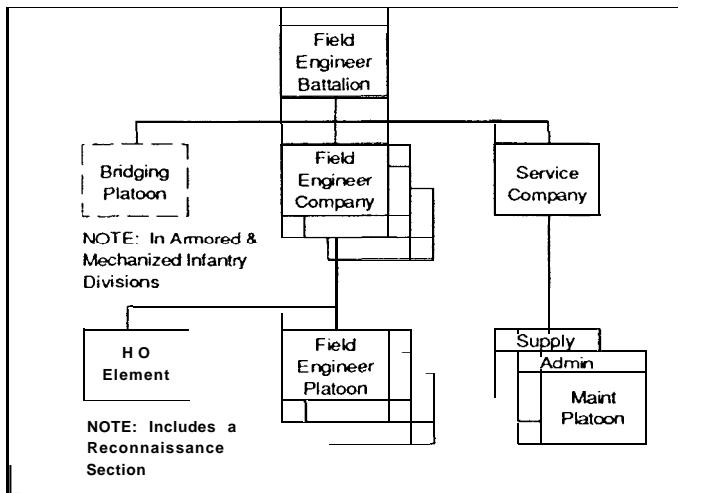 Field
Engineer
Battalion
Bridging
Platoon
Field
Engineer
Company
Service
Company
NOTE: In Armored &
Mechanized Infantry
Divisions
HO
Element
Field
Engineer
Platoon
Supply
Admin
Maint
Platoon
NOTE: Includes a
Reconnaissance
Section